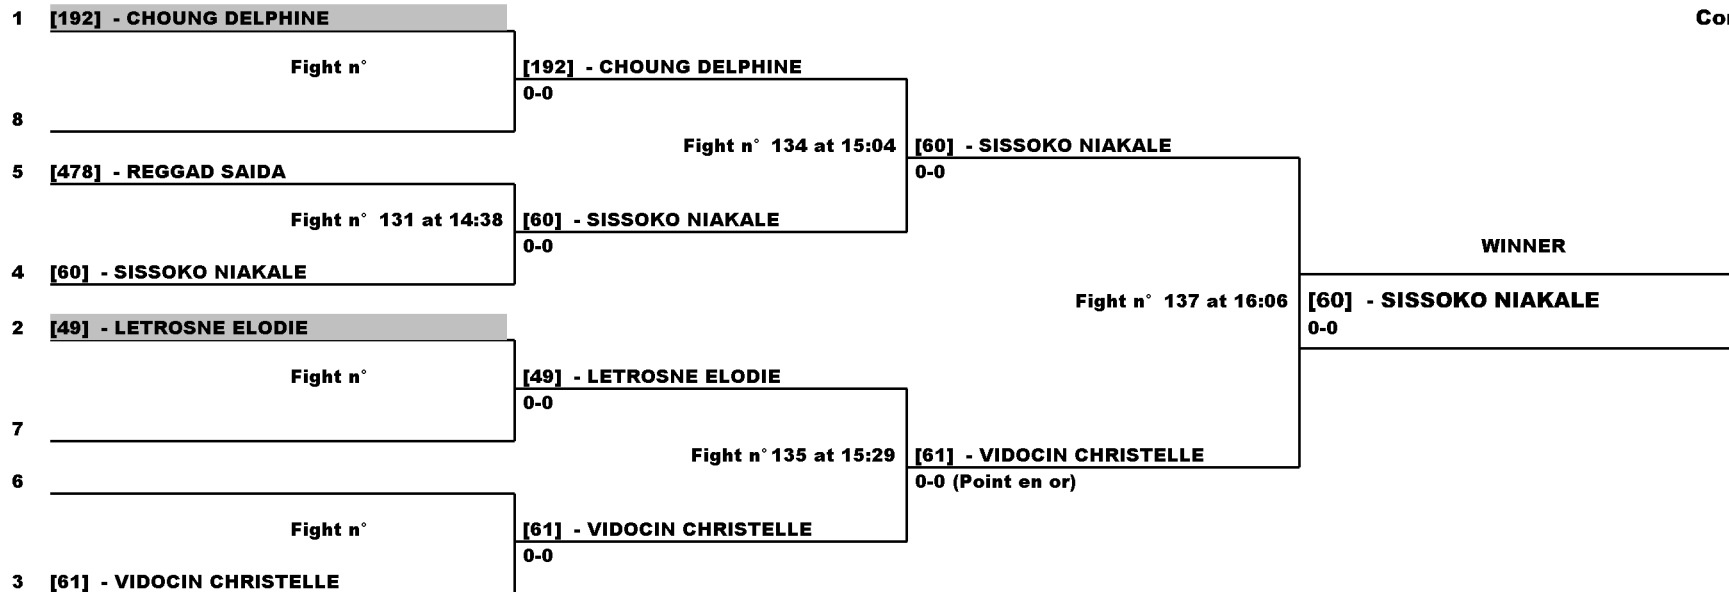 1 [192] - CHOUNG DELPHINE
Fight n°
8
5 [478] - REGGAD SAIDA
Fight n° 131 at 14:38
4 [60] - SISSOKO NIAKALE
2 [49] - LETROSNE ELODIE
Fight n°
7
6
Fight n°
3 [61] - VIDOCIN CHRISTELLE
[192] - CHOUNG DELPHINE
0-0
Fight n° 134 at 15:04
[60] - SISSOKO NIAKALE
0-0
[49] - LETROSNE ELODIE
0-0
Fight n° 135 at 15:29
[61] - VIDOCIN CHRISTELLE
0-0
[60] - SISSOKO NIAKALE
0-0
Fight n° 137 at 16:06
[61] - VIDOCIN CHRISTELLE
0-0 (Point en or)
WINNER
[60] - SISSOKO NIAKALE
0-0